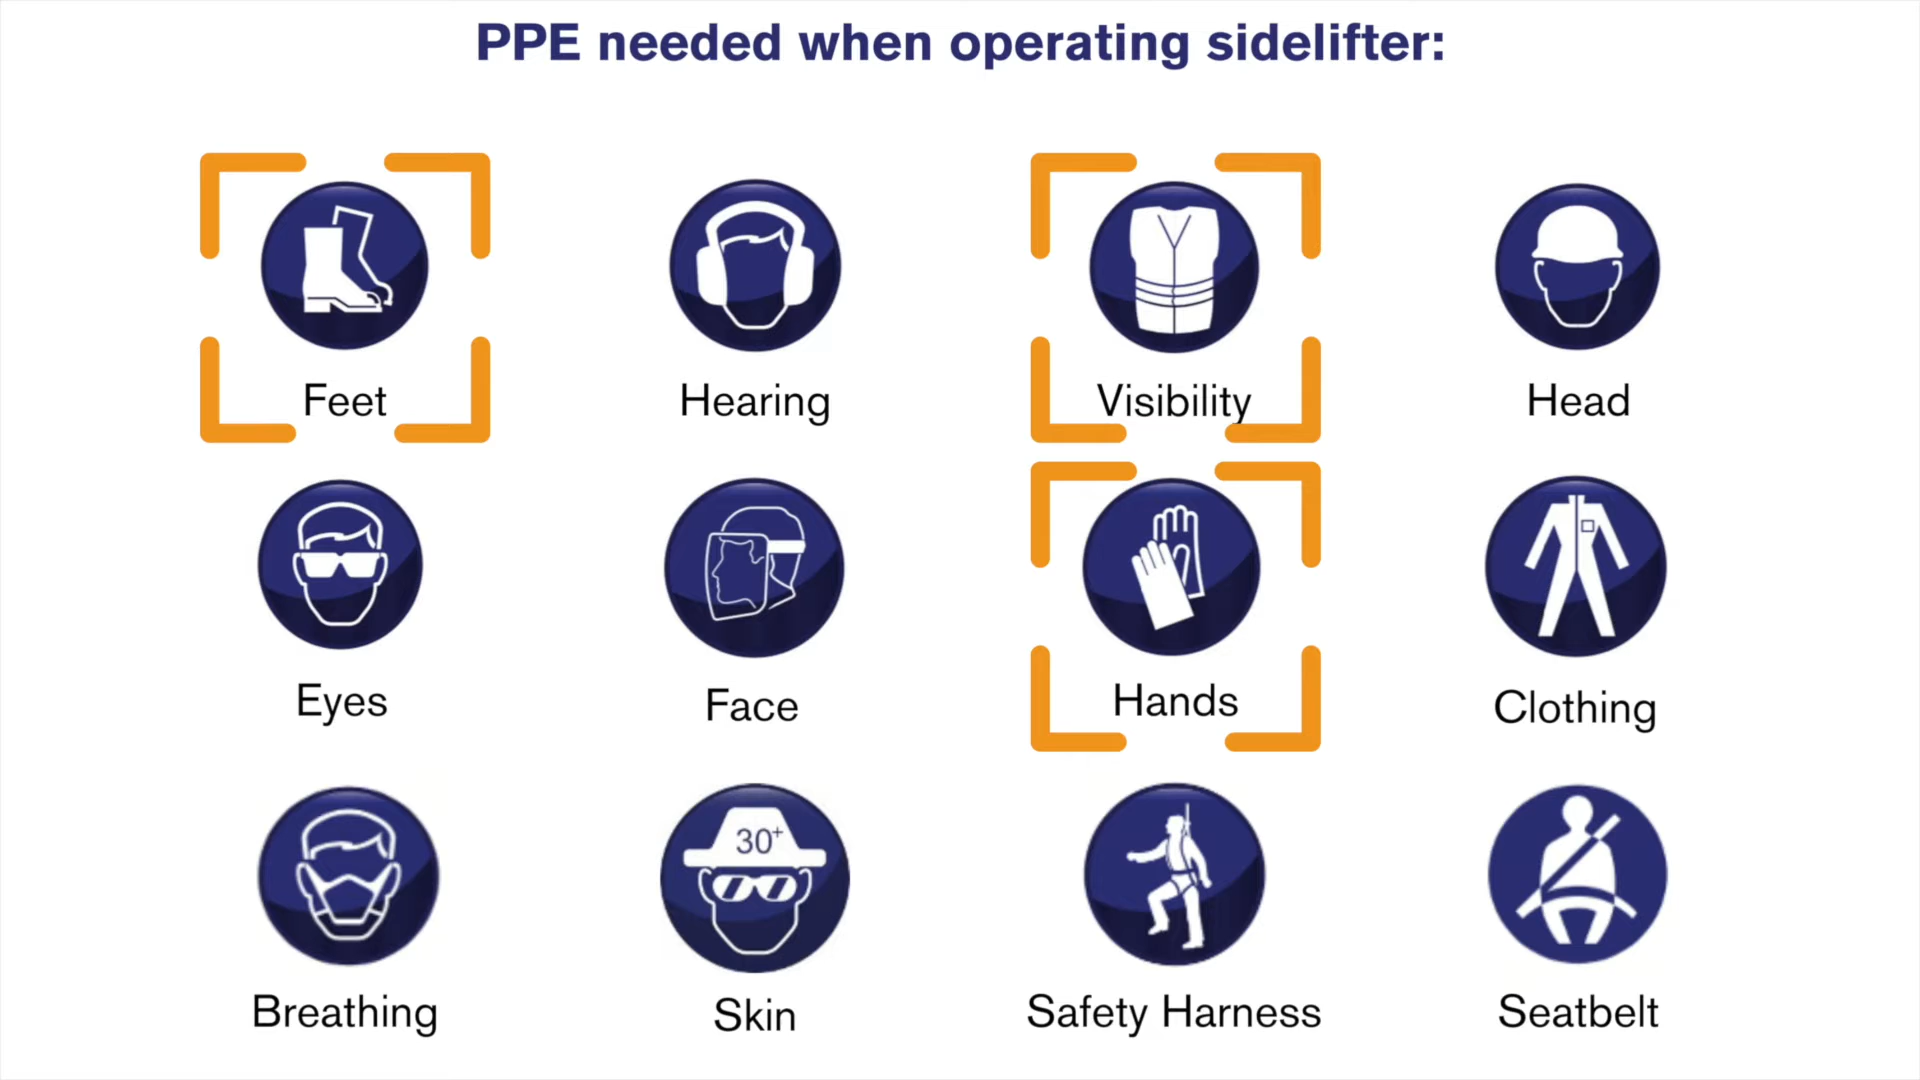 PPE needed when operating sidelifter:
Feet
Hearing
Visibility
Head
Eyes
Face
Hands
Clothing
30+
Breathing
Skin
Safety Harness
Seatbelt